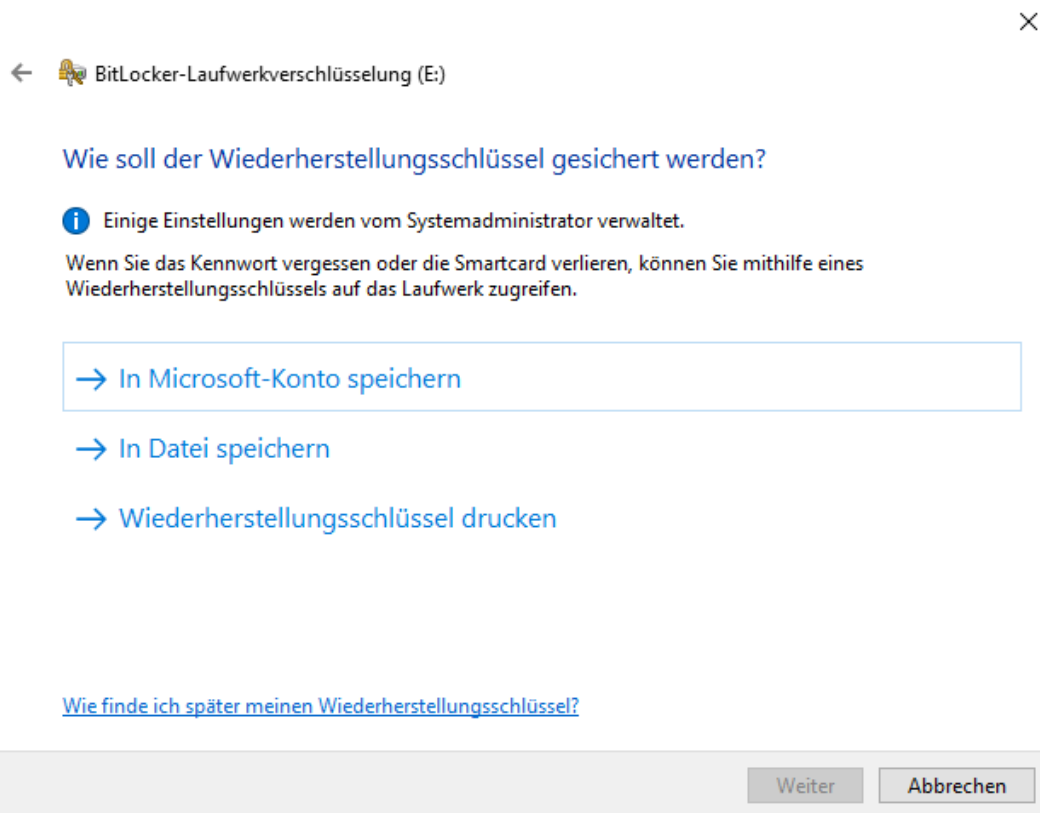 BitLocker-Laufwerkverschlüsselung (E:)
Wie soll der Wiederherstellungsschlüssel gesichert werden?
Einige Einstellungen werden vom Systemadministrator verwaltet.
Wenn Sie das Kennwort vergessen oder die Smartcard verlieren, können Sie mithilfe eines
Wiederherstellungsschlüssels auf das Laufwerk zugreifen.
In Microsoft-Konto speichern
In Datei speichern
Wiederherstellungsschlüssel drucken
Wie finde ich später meinen Wiederherstellungsschlüssel?
Weiter Abbrechen